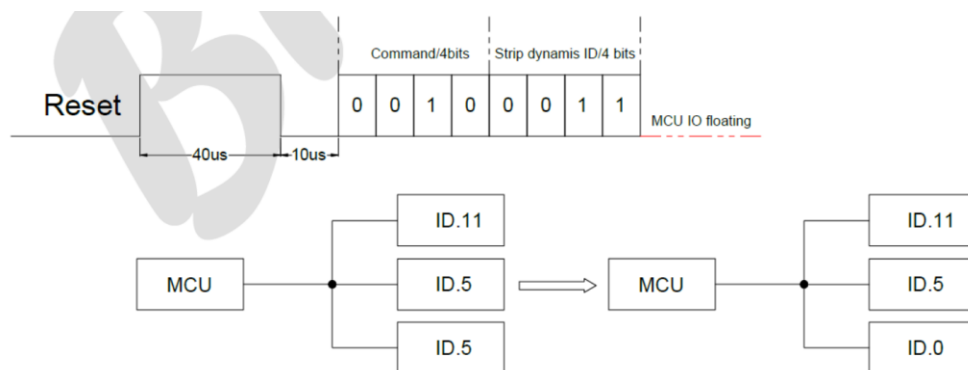 Command/4bits Strip dynamis ID/4 bits
Reset 0 0 1 0 0 0 1 1
MCU IO floating
40us 10us
ID.11 ID.11
MCU ID.5 MCU ID.5
ID.5 ID.0